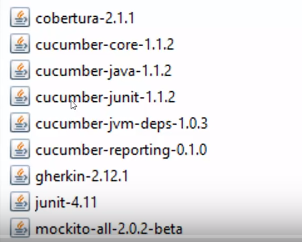 cobertura-2.1.1
cucumber-core-1.1.2
cucumber-java-1.1.2
cucumber-junit-1.1.2
cucumber-jvm-deps-1.0.3
cucumber-reporting-0.1.0
gherkin-2.12.1
junit-4.11
mockito-all-2.0.2-beta